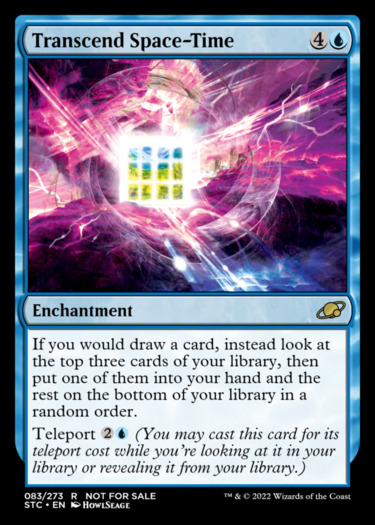 Transcend Space-Time 4
Enchantment
If you would draw a card, instead look at
the top three cards of your library, then
put one of them into your hand and the
rest on the bottom of your library in a
random order.
Teleport 2 (You may cast this card for its
teleport cost while you're looking at it in your
library or revealing it from your library.)
083/273 R NOT FOR SALE
STC • EN HowlSeage
™ & © 2022 Wizards of the Coast